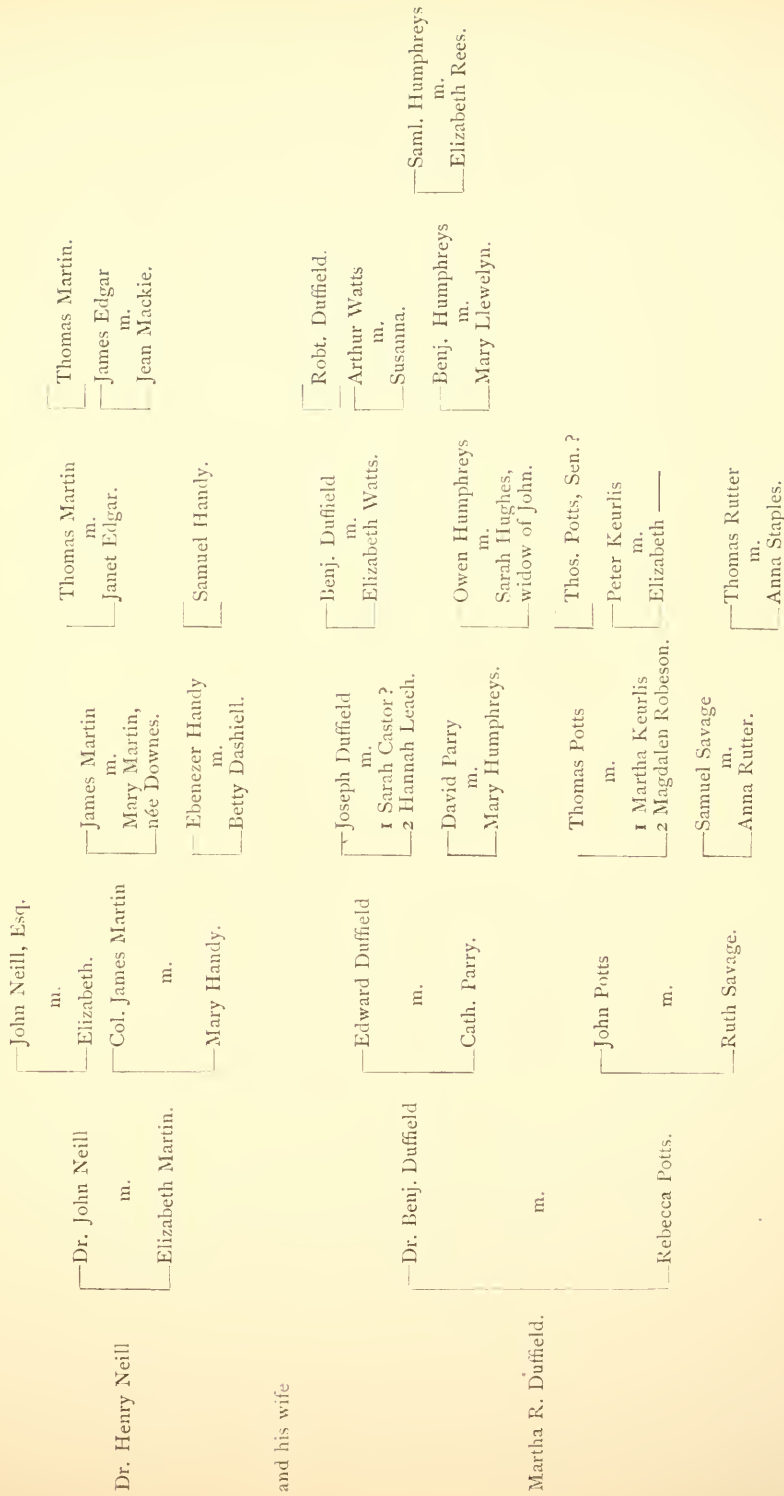 Dr. Henry Neill
and his wife
Martha R. Duffield.
Dr. John Neill
m.
Elizabeth Martin.
Dr. Benj. Duffield
m.
Rebecca Potts.
John Neill, Esq.
m.
Elizabeth.
Col. James Martin
m.
Mary Handy.
Edward Duffield
m.
Cath. Parry.
John Potts
m.
Ruth Savage.
James Martin
m.
Mary Martin,
née Downes.
Ebenezer Handy
m.
Betty Dashiell.
Joseph Duffield
m.
1 Sarah Castor ?
2 Hannah Leach.
David Parry
m.
Mary Humphreys.
Thomas Potts
m.
1 Martha Keurlis
2 Magdalen Robeson.
Samuel Savage
m.
Anna Rutter.
Thomas Martin
m.
Janet Edgar.
Samuel Handy.
Benj. Duffield
m.
Elizabeth Watts.
Owen Humphreys
m.
Sarah Hughes,
widow of John.
Thos. Potts, Sen. ?
Peter Keurlis
m.
Elizabeth ——
Thomas Rutter
m.
Anna Staples.
Thomas Martin.
James Edgar
m.
Jean Mackie.
Robt. Duffield.
Arthur Watts
m.
Susanna.
Benj. Humphreys
m.
Mary Llewelyn.
Saml. Humphreys
m.
Elizabeth Rees.